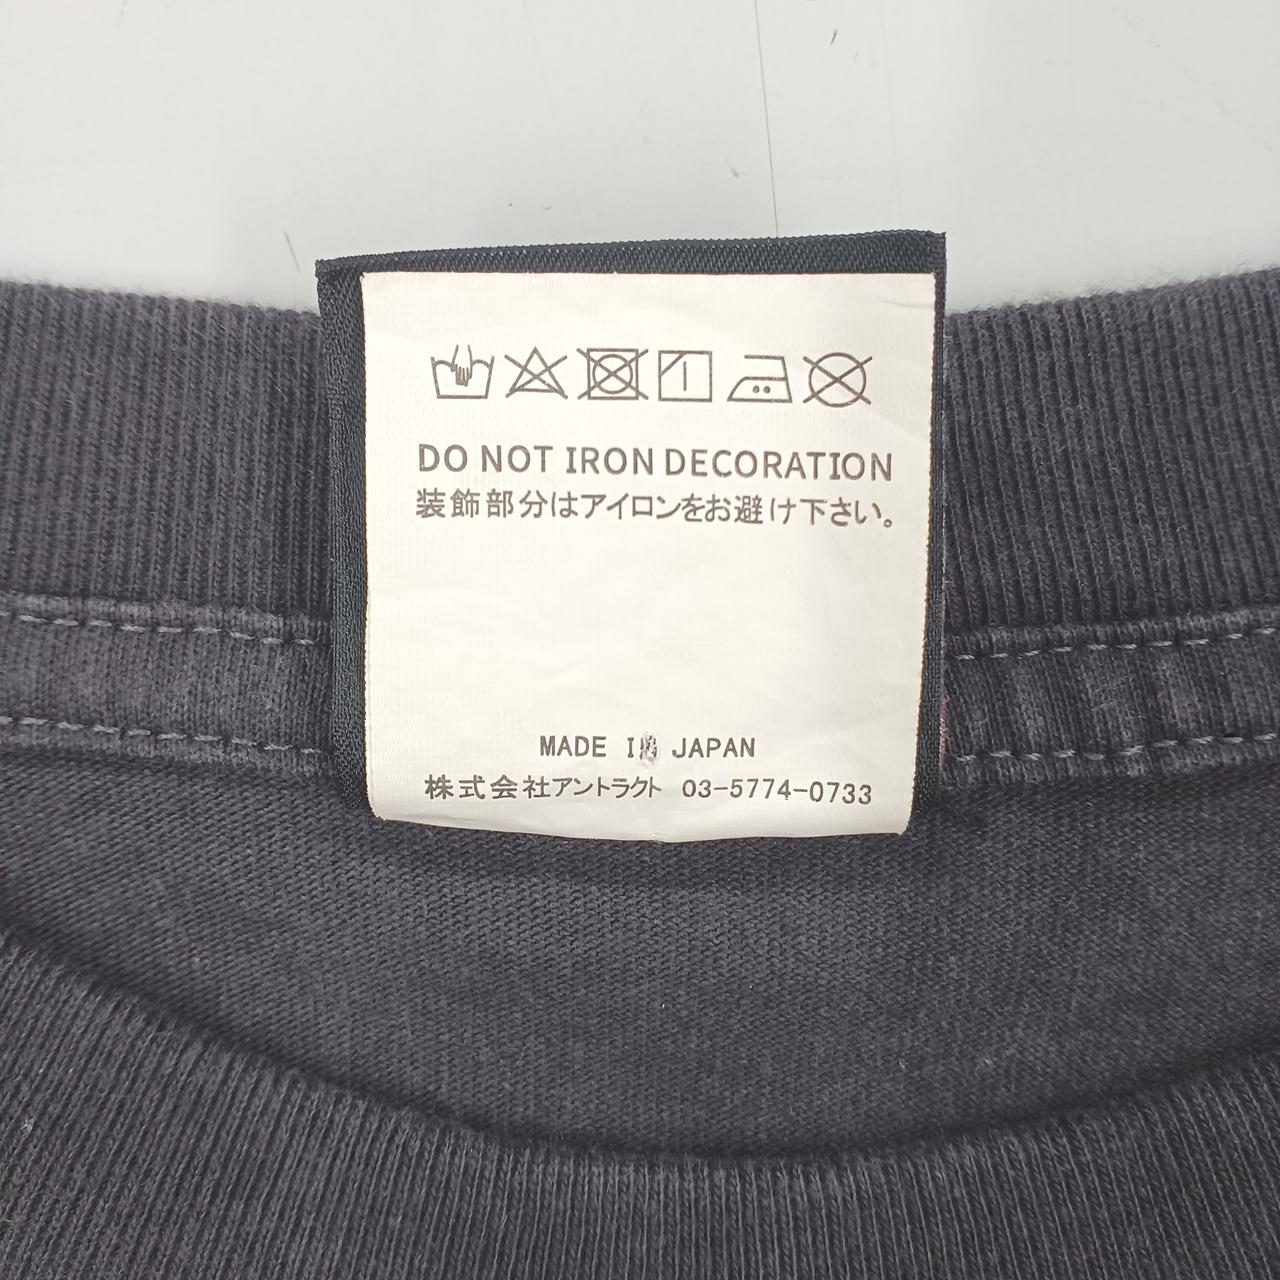 DO NOT IRON DECORATION
装飾部分はアイロンをお避け下さい。
MADE IN JAPAN
株式会社アントラクト 03-5774-0733